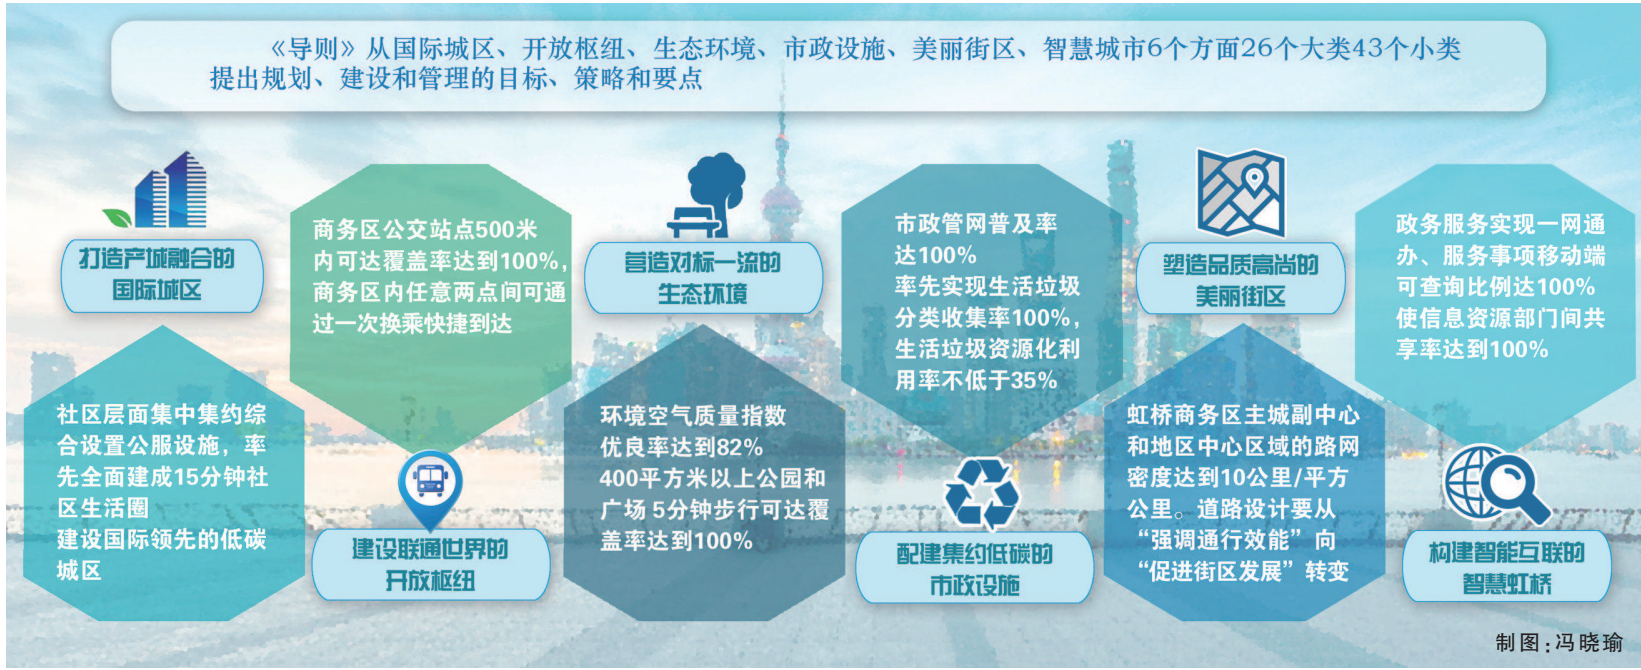 《导则》从国际城区、开放枢纽、生态环境、市政设施、美丽街区、智慧城市6个方面26个大类43个小类
提出规划、建设和管理的目标、策略和要点
打造产城融合的
国际城区
社区层面集中集约综
合设置公服设施，率
先全面建成15分钟社
区生活圈
建设国际领先的低碳
城区
商务区公交站点500米
内可达覆盖率达到100%，
商务区内任意两点间可通
过一次换乘快捷到达
建设联通世界的
开放枢纽
营造对标一流的
生态环境
环境空气质量指数
优良率达到82%
400平方米以上公园和
广场 5分钟步行可达覆
盖率达到100%
市政管网普及率
达100%
率先实现生活垃圾
分类收集率100%，
生活垃圾资源化利
用率不低于35%
配建集约低碳的
市政设施
塑造品质高尚的
美丽街区
虹桥商务区主城副中心
和地区中心区域的路网
密度达到10公里/平方
公里。道路设计要从
“强调通行效能”向
“促进街区发展”转变
政务服务实现一网通
办、服务事项移动端
可查询比例达100%
使信息资源部门间共
享率达到100%
构建智能互联的
智慧虹桥
制图：冯晓瑜